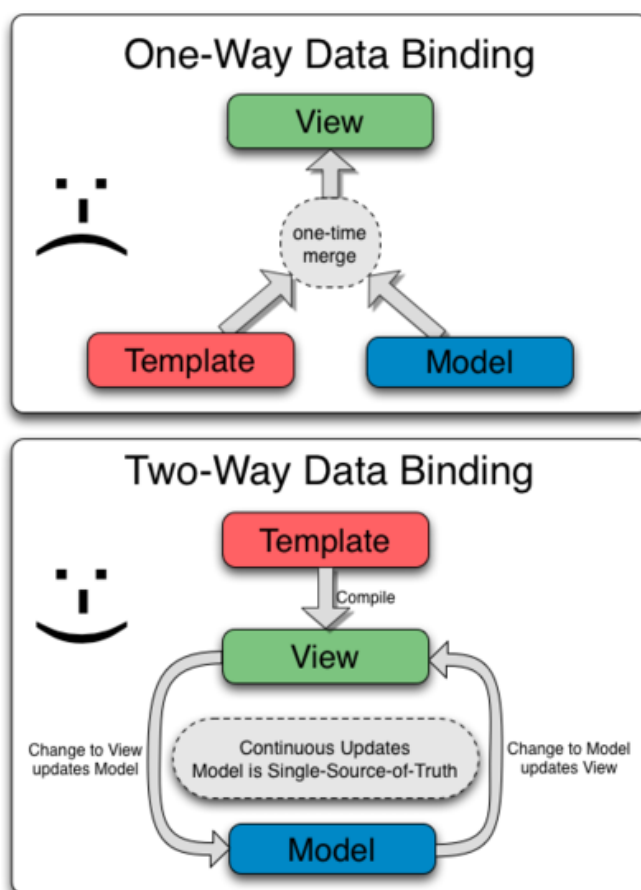 One-Way Data Binding
View
one-time
merge
Template
Model
Two-Way Data Binding
Template
Compile
View
Change to View
updates Model
Continuous Updates
Model is Single-Source-of-Truth
Change to Model
updates View
Model